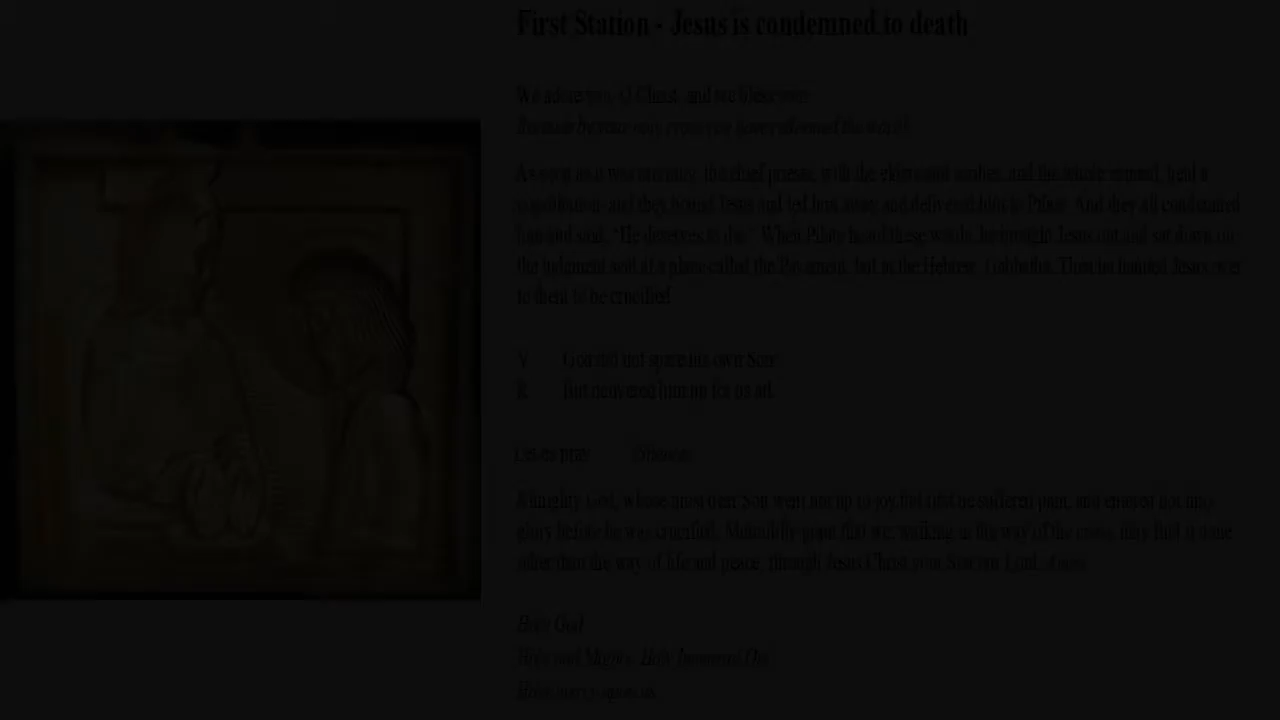 First Station - Jesus is condemned to death
We adore you, O Christ, and we bless you:
Because by your holy cross you have redeemed the world.
As soon as it was morning, the chief priests, with the elders and scribes, and the whole council, held a
consultation; and they bound Jesus and led him away and delivered him to Pilate. And they all condemned
him and said, "He deserves to die." When Pilate heard these words, he brought Jesus out and sat down on
the judgement seat at a place called the Pavement, but in the Hebrew, Gabbatha. Then he handed Jesus over
to them to be crucified.
V God did not spare his own Son:
R But delivered him up for us all.
Let us pray. Silence
Almighty God, whose most dear Son went not up to joy but first he suffered pain, and entered not into
glory before he was crucified: Mercifully grant that we, walking in the way of the cross, may find it none
other than the way of life and peace; through Jesus Christ your Son our Lord. Amen.
Holy God,
Holy and Mighty, Holy Immortal One,
Have mercy upon us.